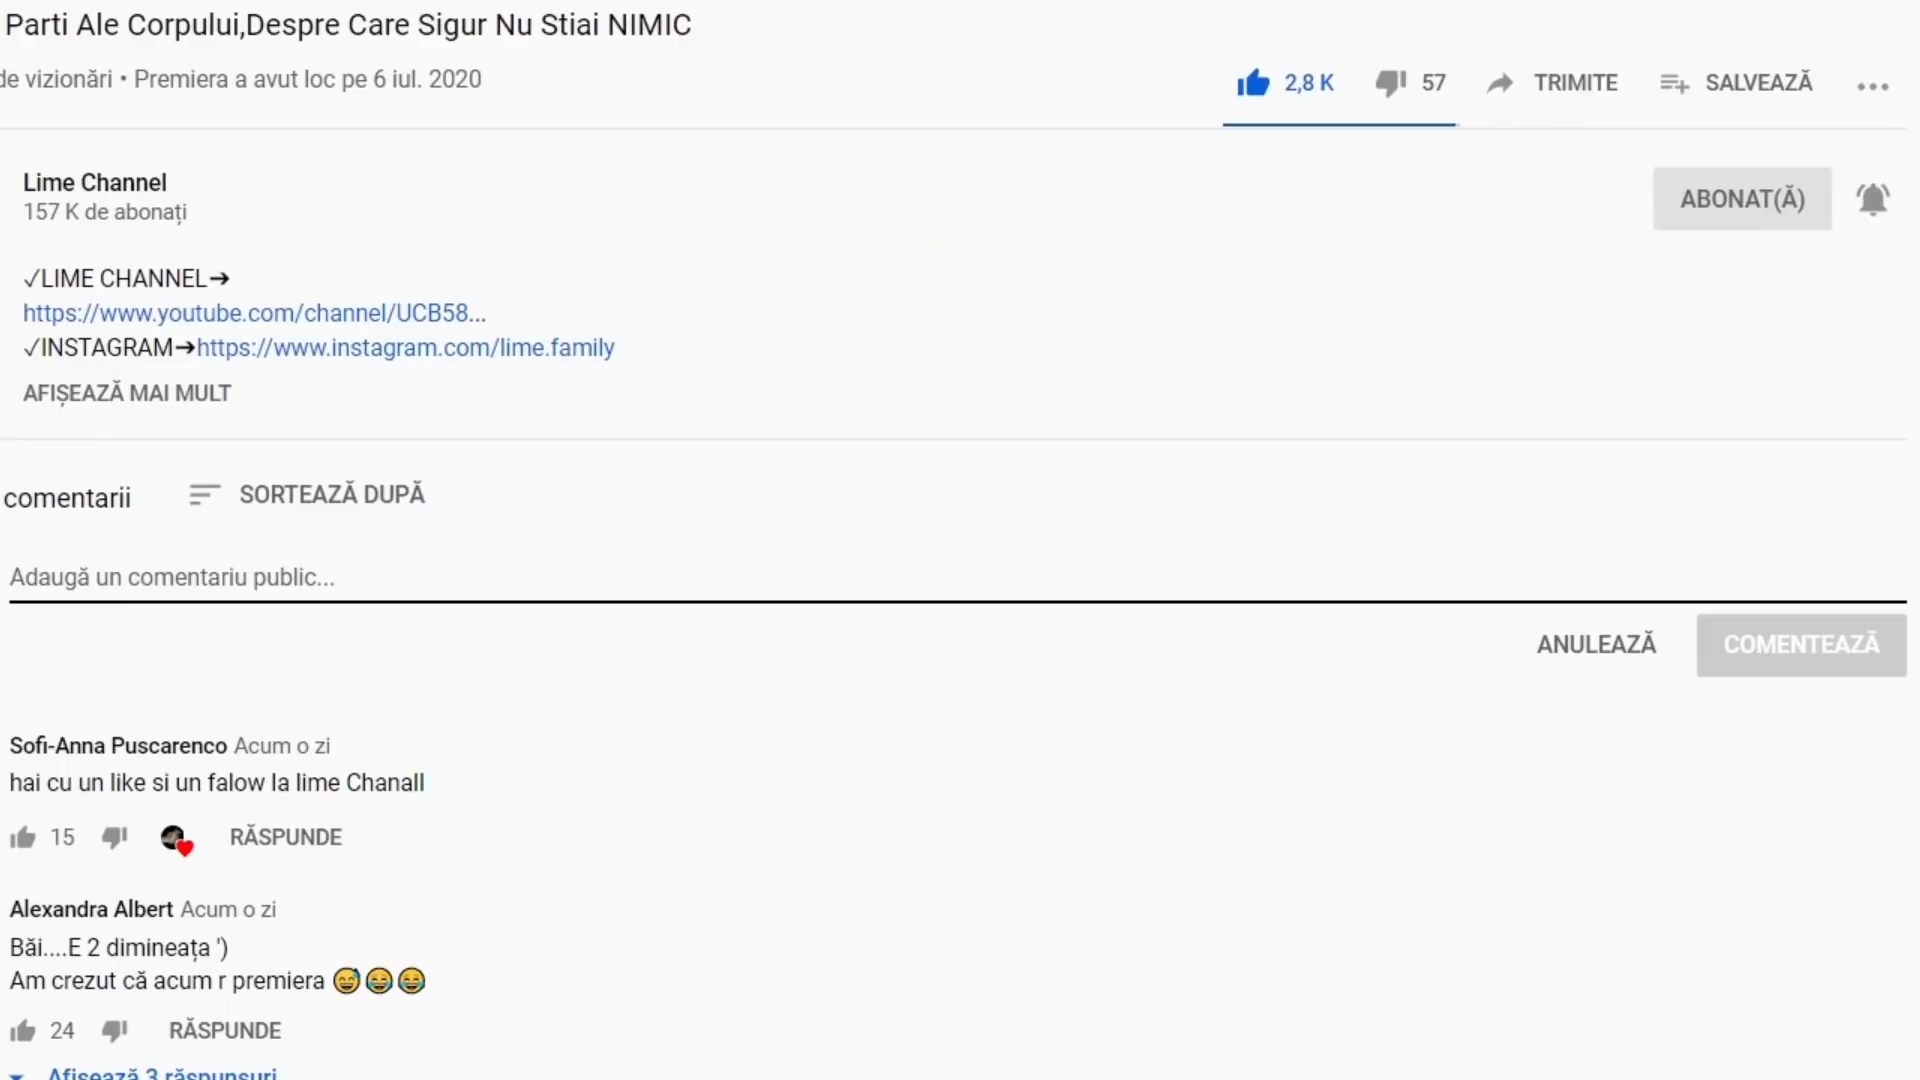 Parti Ale Corpului,Despre Care Sigur Nu Stiai NIMIC
de vizionări • Premiera a avut loc pe 6 iul. 2020
2,8 K 57 TRIMITE SALVEAZĂ
Lime Channel
157 K de abonați
ABONAT(Ă)
✓LIME CHANNEL➔
https://www.youtube.com/channel/UCB58...
✓INSTAGRAM➔https://www.instagram.com/lime.family
AFIȘEAZĂ MAI MULT
comentarii SORTEAZĂ DUPĂ
Adaugă un comentariu public...
ANULEAZĂ COMENTEAZĂ
Sofi-Anna Puscarenco Acum o zi
hai cu un like si un falow la lime Chanall
15 RĂSPUNDE
Alexandra Albert Acum o zi
Băi....E 2 dimineața ')
Am crezut că acum r premiera 😅😂😂
24 RĂSPUNDE
Afișează 3 răspunsuri